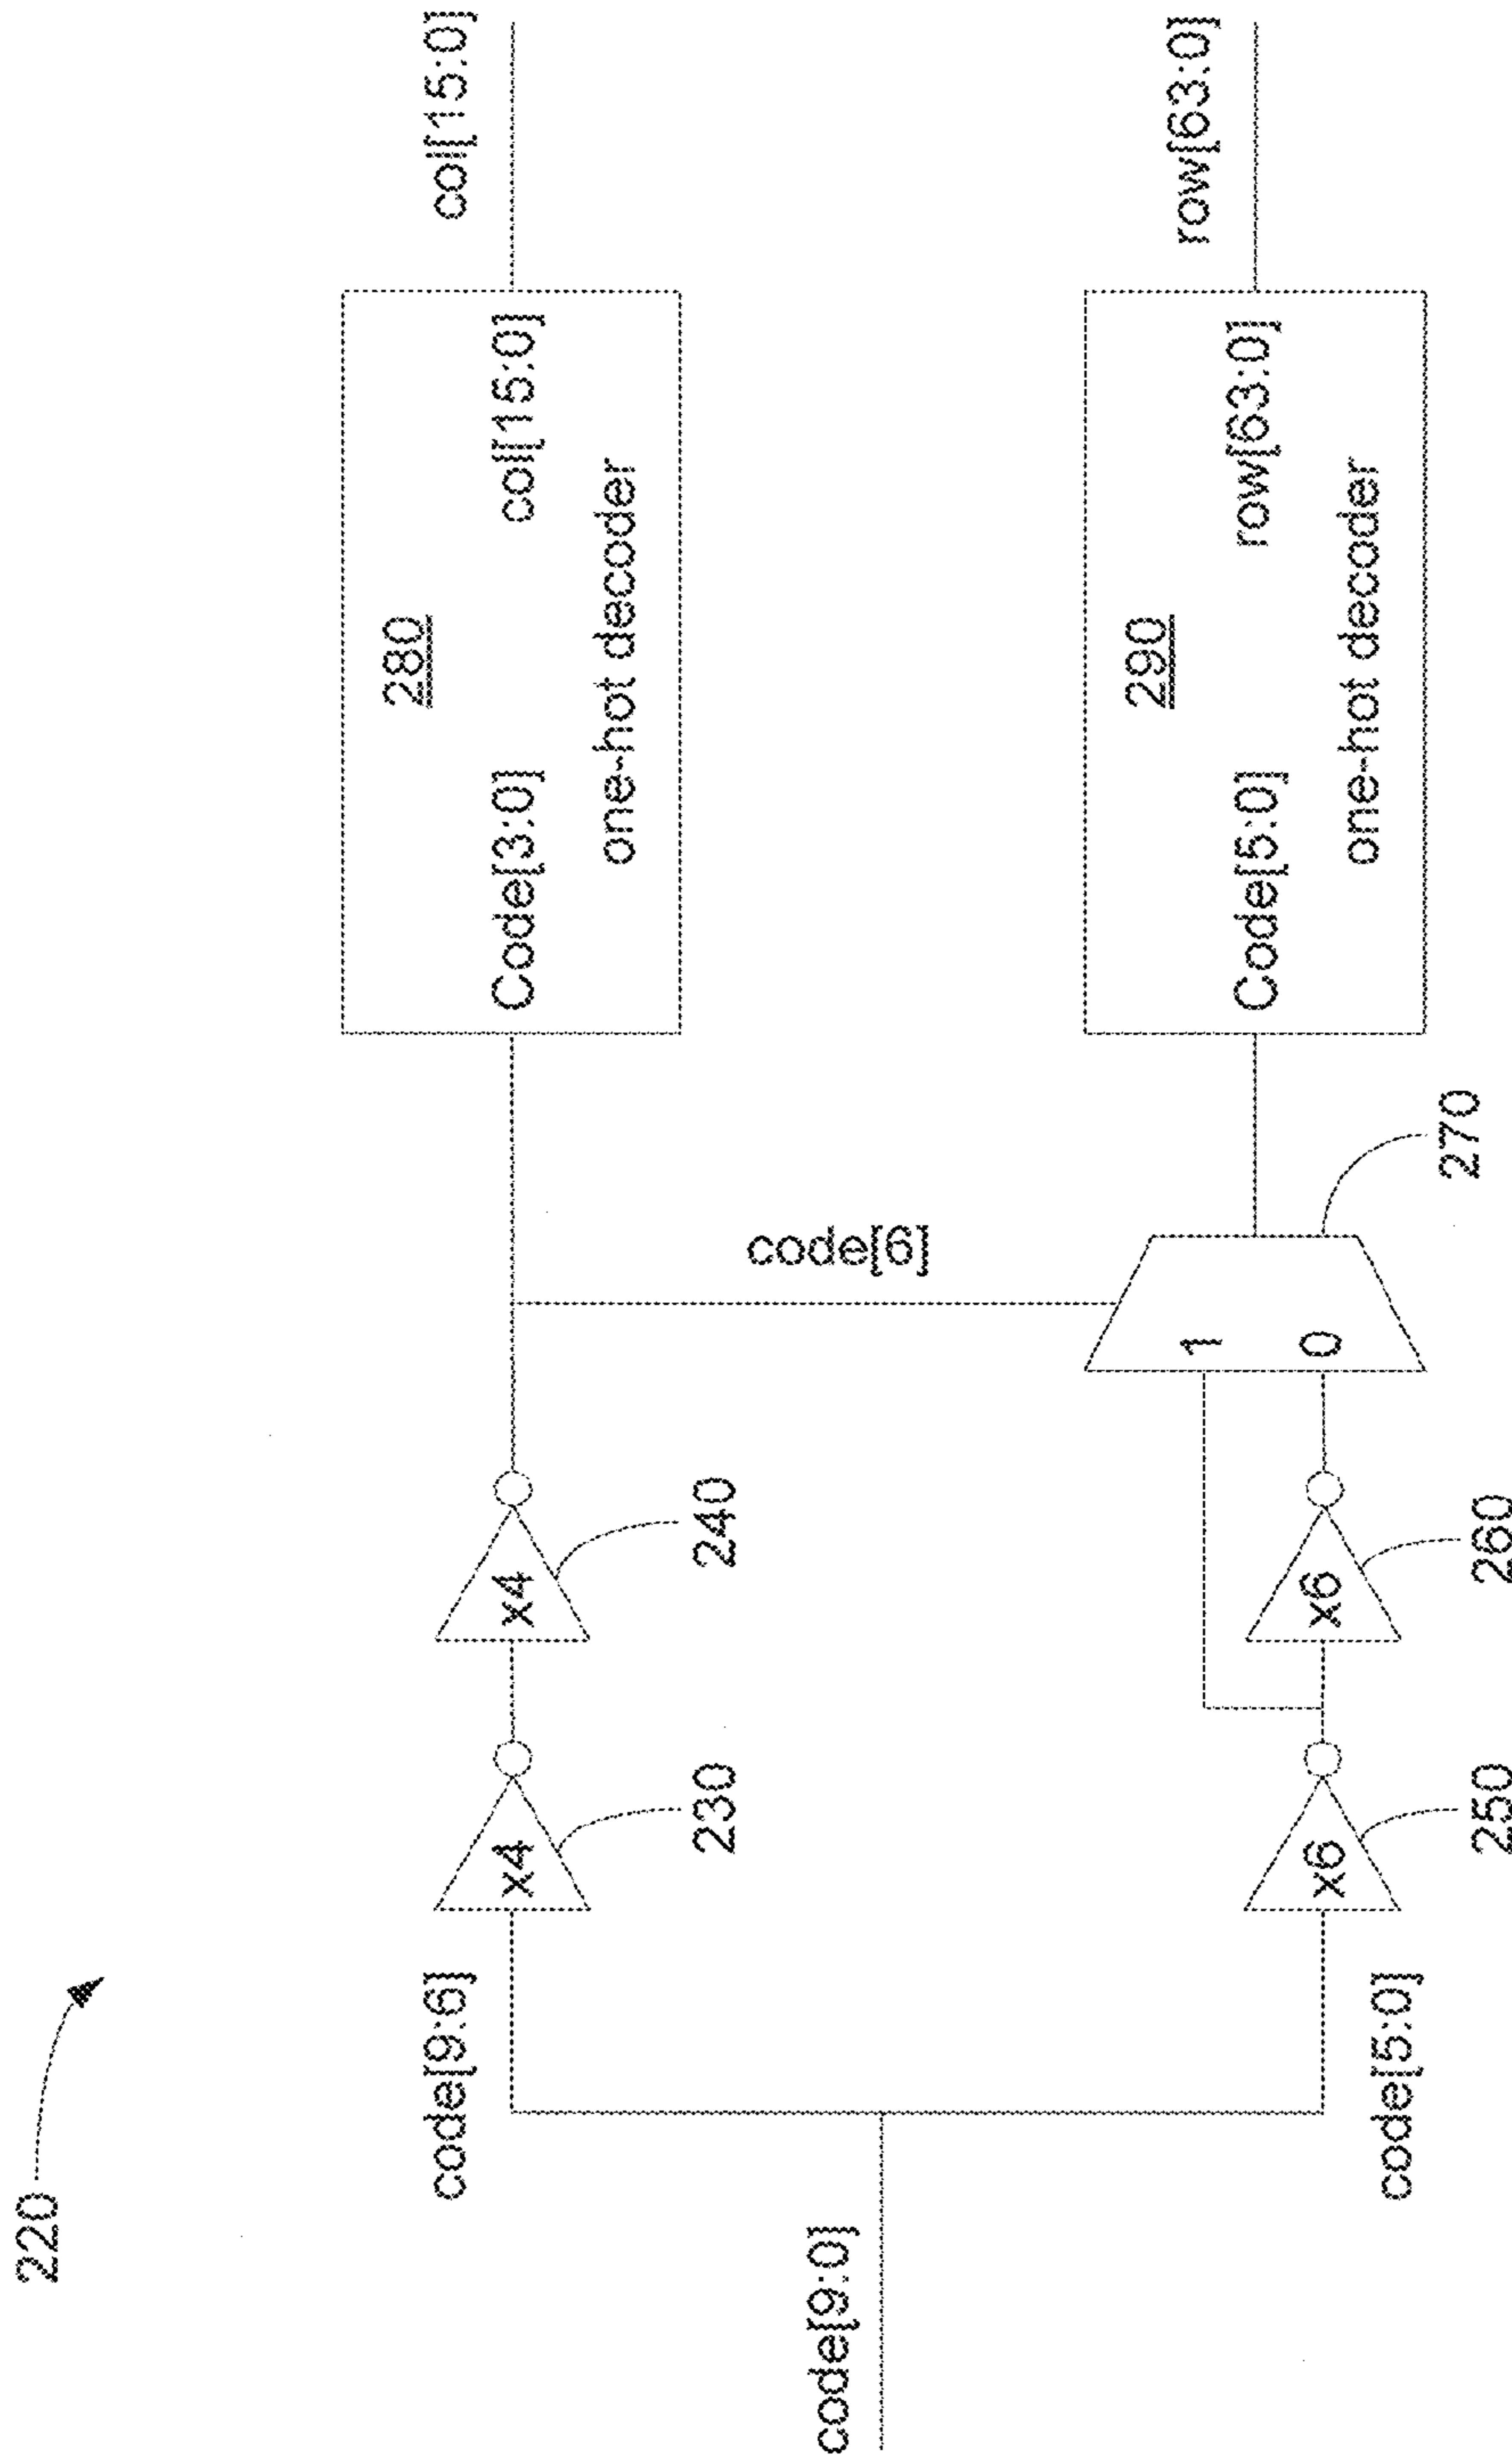 220
code[9:0]
code[9:6]
x4
230
x4
240
code[6]
280
Code[3:0]
col[15:0]
one-hot decoder
col[15:0]
code[5:0]
x6
250
x6
260
1
0
270
290
Code[5:0]
row[63:0]
one-hot decoder
row[63:0]